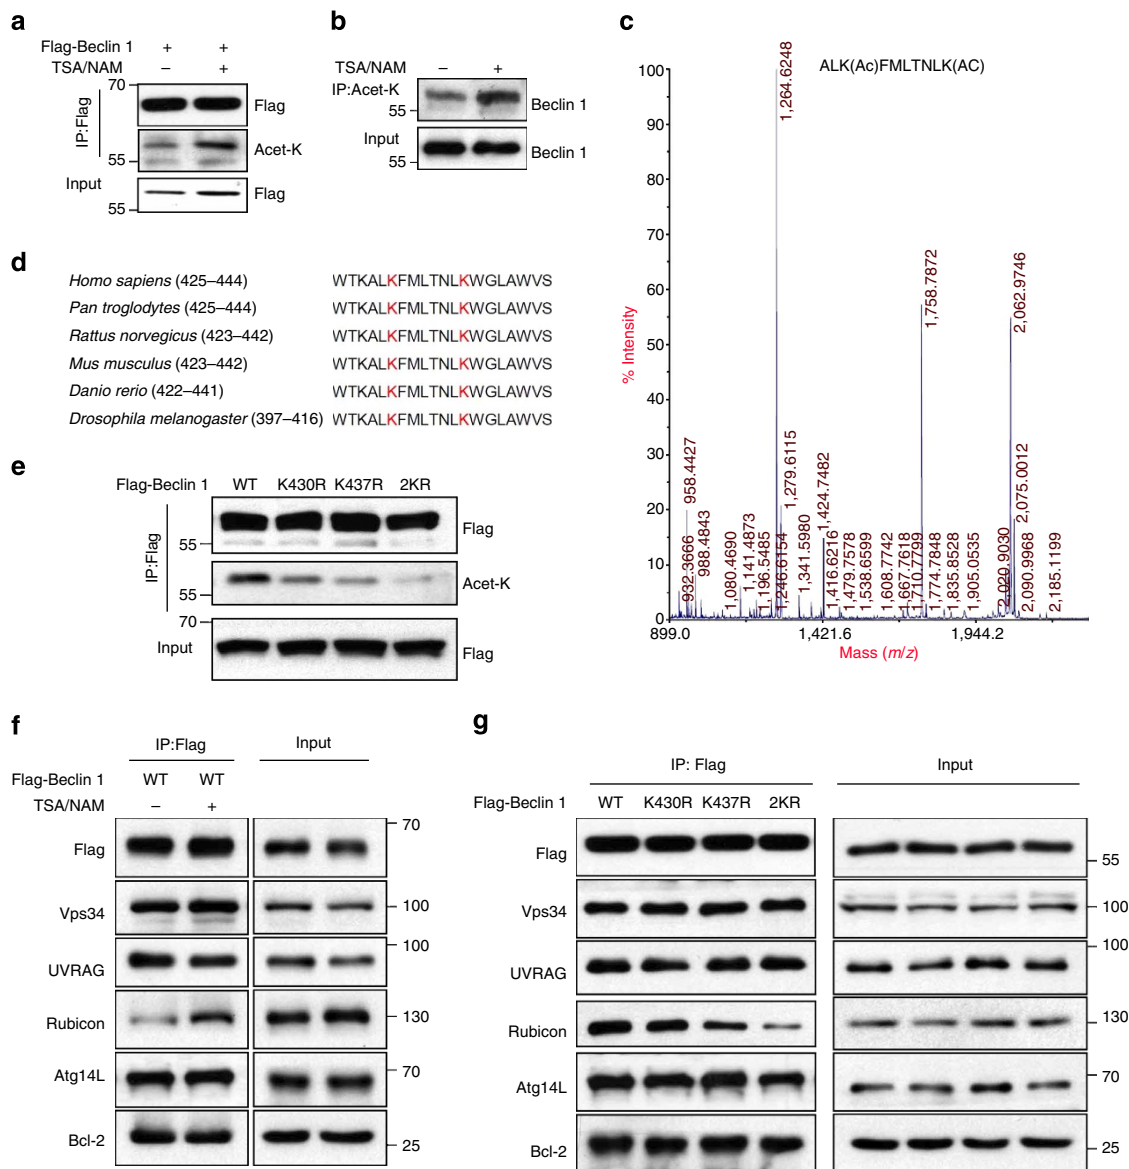 a
Flag-Beclin 1 + +
TSA/NAM – +
IP:Flag
70
Flag
Acet-K
55
Input
Flag
55
b
TSA/NAM – +
IP:Acet-K
55
Beclin 1
Input
55
Beclin 1
c
ALK(Ac)FMLTNLK(AC)
% Intensity
100
90
80
70
60
50
40
30
20
10
0
899.0 1,421.6 1,944.2
Mass (m/z)
932.3666
958.4427
988.4843
1,080.4690
1,141.4873
1,196.5485
1,246.6154
1,264.6248
1,279.6115
1,341.5980
1,416.6216
1,424.7482
1,479.7578
1,538.6599
1,608.7742
1,667.7618
1,710.7799
1,758.7872
1,774.7848
1,835.8528
1,905.0535
2,020.9030
2,062.9746
2,075.0012
2,090.9968
2,185.1199
d
Homo sapiens (425–444) WTKALKFMLTNLKWGLAWVS
Pan troglodytes (425–444) WTKALKFMLTNLKWGLAWVS
Rattus norvegicus (423–442) WTKALKFMLTNLKWGLAWVS
Mus musculus (423–442) WTKALKFMLTNLKWGLAWVS
Danio rerio (422–441) WTKALKFMLTNLKWGLAWVS
Drosophila melanogaster (397–416) WTKALKFMLTNLKWGLAWVS
e
Flag-Beclin 1 WT K430R K437R 2KR
IP:Flag
55
Flag
Acet-K
70
Input
Flag
f
IP:Flag Input
Flag-Beclin 1 WT WT
TSA/NAM – +
Flag 70
Vps34 100
UVRAG 100
Rubicon 130
Atg14L 70
Bcl-2 25
g
IP: Flag Input
Flag-Beclin 1 WT K430R K437R 2KR
Flag 55
Vps34 100
UVRAG 100
Rubicon 130
Atg14L 70
Bcl-2 25